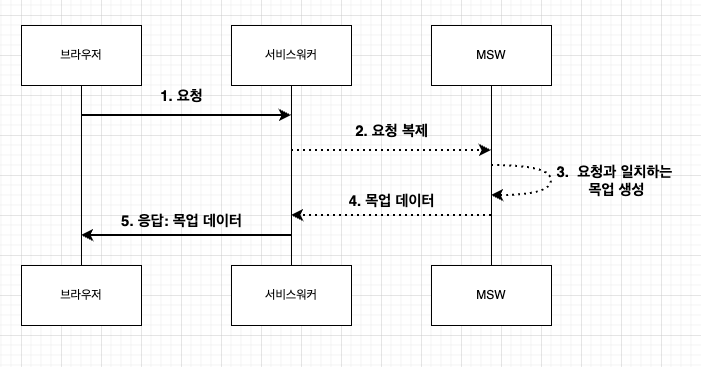 브라우저
서비스워커
MSW
1. 요청
2. 요청 복제
3. 요청과 일치하는
목업 생성
4. 목업 데이터
5. 응답: 목업 데이터
브라우저
서비스워커
MSW